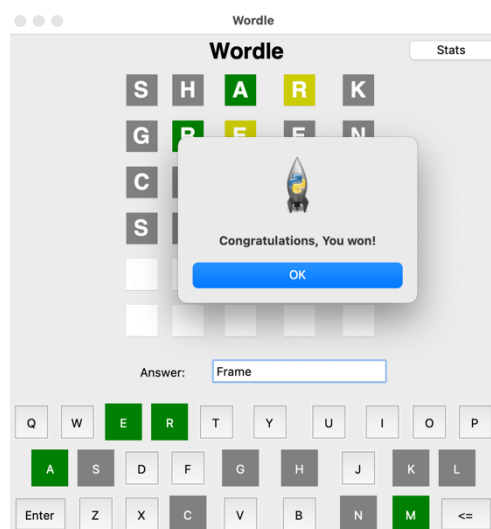 Wordle
Wordle
Stats
S H A R K
G R E E N
C
S
Congratulations, You won!
OK
Answer: Frame
Q W E R T Y U I O P
A S D F G H J K L
Enter Z X C V B N M <=